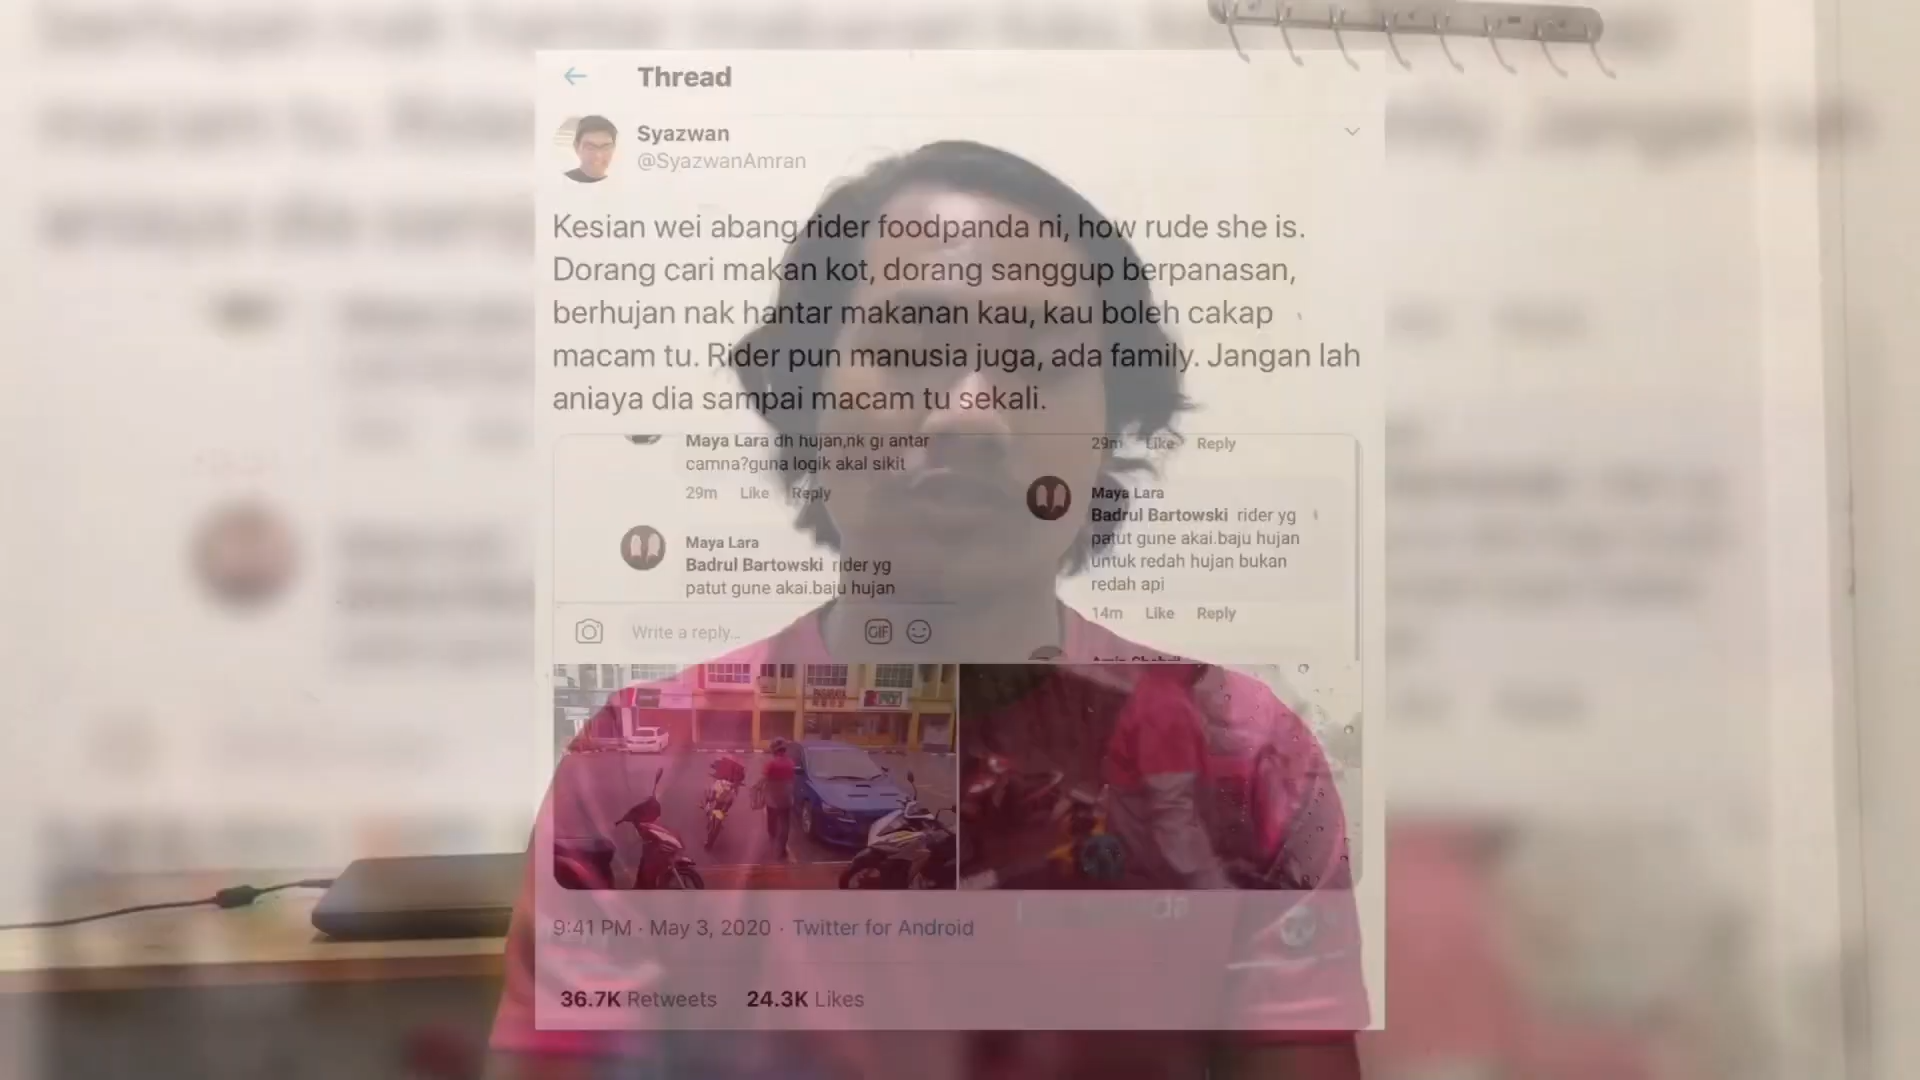 Thread
Syazwan
@SyazwanAmran
Kesian wei abang rider foodpanda ni, how rude she is.
Dorang cari makan kot, dorang sanggup berpanasan,
berhujan nak hantar makanan kau, kau boleh cakap
macam tu. Rider pun manusia juga, ada family. Jangan lah
aniaya dia sampai macam tu sekali.
Maya Lara dh hujan,nk gi antar
camna?guna logik akal sikit
29m Like Reply
Maya Lara
Badrul Bartowski rider yg
patut gune akai.baju hujan
Write a reply...
GIF
29m Like Reply
Maya Lara
Badrul Bartowski rider yg
patut gune akai.baju hujan
untuk redah hujan bukan
redah api
14m Like Reply
9:41 PM · May 3, 2020 · Twitter for Android
36.7K Retweets 24.3K Likes